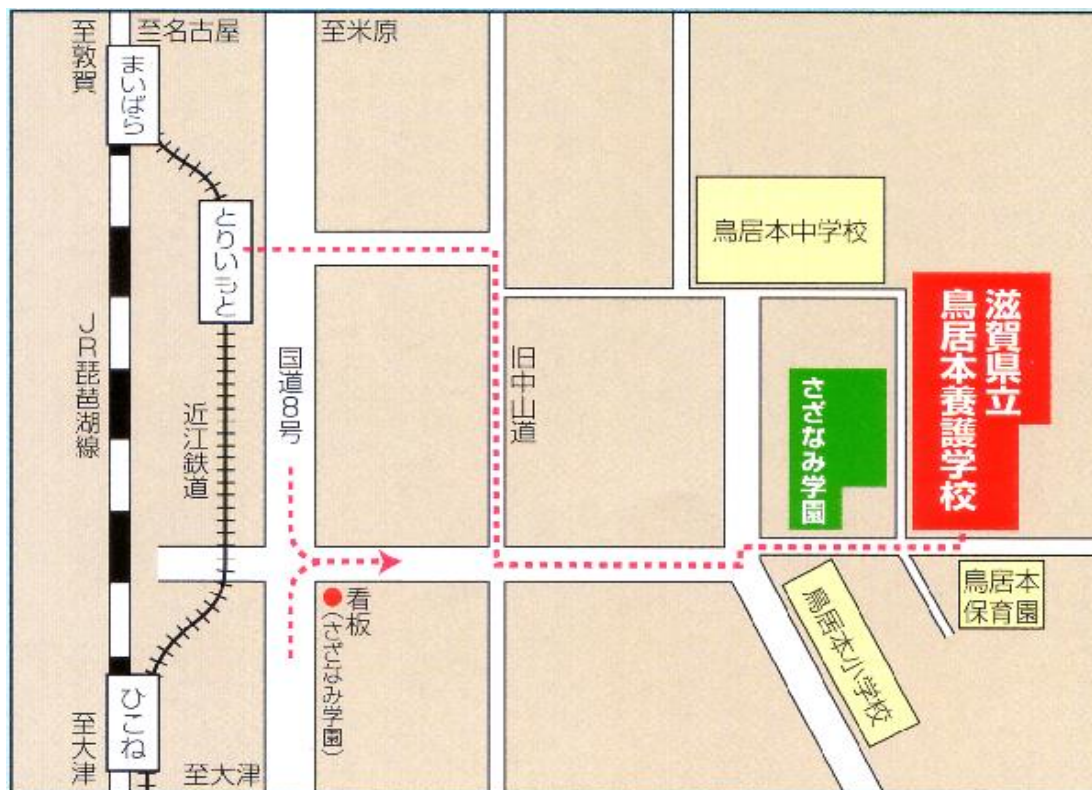 至敦賀
至名古屋
至米原
まいばら
とりいもと
鳥居本中学校
滋賀県立
鳥居本養護学校
JR琵琶湖線
近江鉄道
国道8号
旧中山道
さざなみ学園
看板
(さざなみ学園)
鳥居本小学校
鳥居本
保育園
ひこね
至大津
至大津